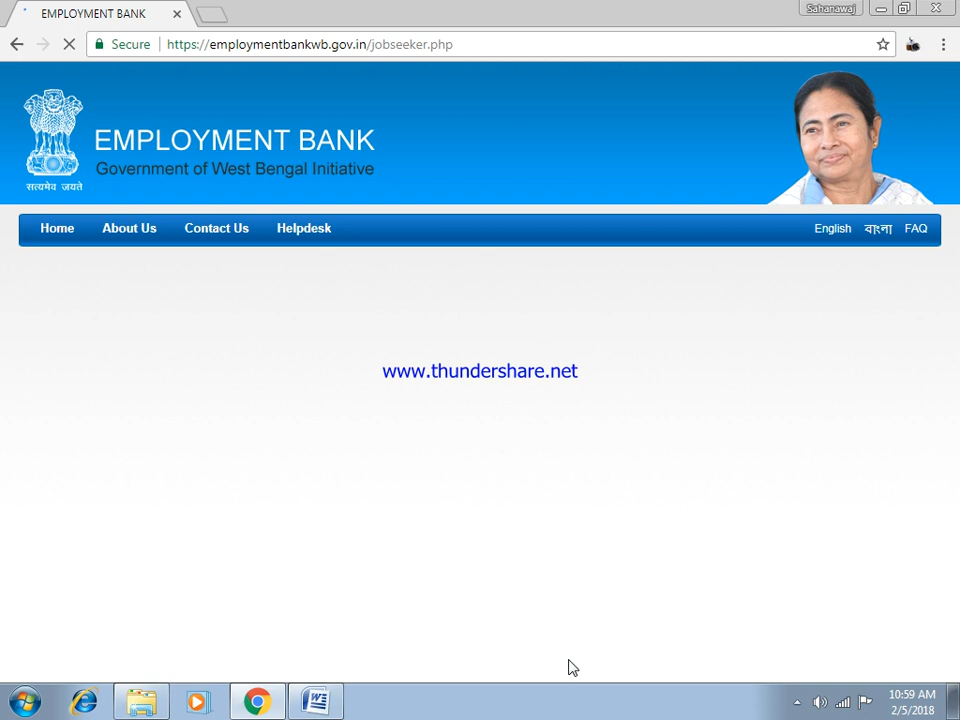 EMPLOYMENT BANK
Sahanawaj
Secure
https://employmentbankwb.gov.in/jobseeker.php
EMPLOYMENT BANK
Government of West Bengal Initiative
सत्यमेव जयते
Home About Us Contact Us Helpdesk English বাংলা FAQ
www.thundershare.net
10:59 AM
2/5/2018